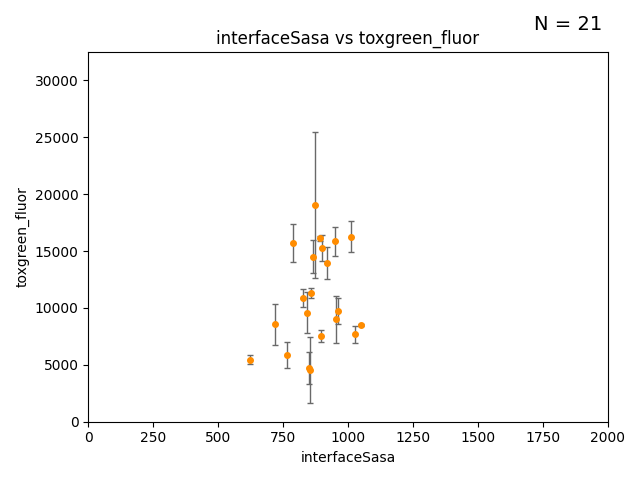 N = 21
interfaceSasa vs toxgreen_fluor
30000
25000
20000
15000
10000
5000
0
toxgreen_fluor
0 250 500 750 1000 1250 1500 1750 2000
interfaceSasa